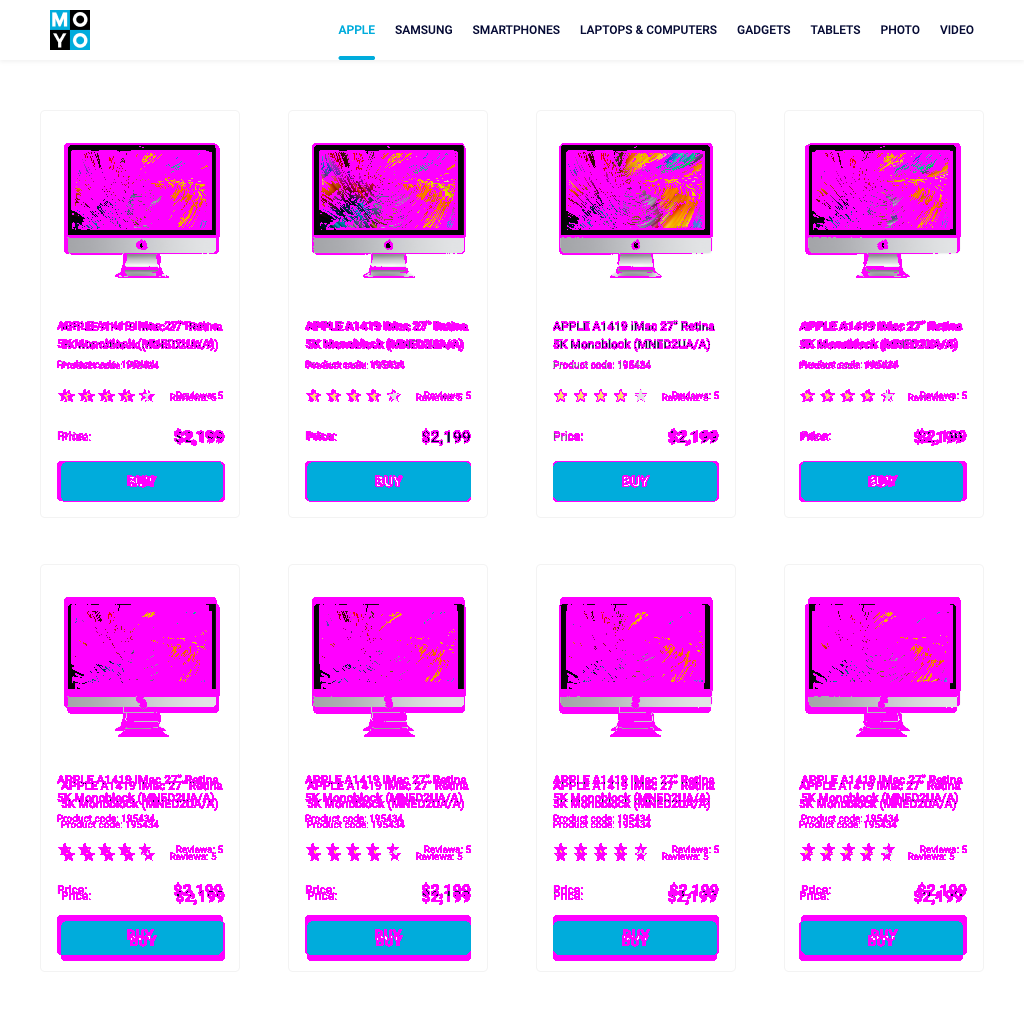 MO
YO
APPLE SAMSUNG SMARTPHONES LAPTOPS & COMPUTERS GADGETS TABLETS PHOTO VIDEO
APPLE A1419 iMac 27" Retina APPLE A1419 iMac 27" Retina APPLE A1419 iMac 27" Retina APPLE A1419 iMac 27" Retina
5K Monoblock (MNED2UA/A) 5K Monoblock (MNED2UA/A) 5K Monoblock (MNED2UA/A) 5K Monoblock (MNED2UA/A)
Product code: 195434 Product code: 195434 Product code: 195434 Product code: 195434
Reviews: 5 Reviews: 5 Reviews: 5 Reviews: 5
Price: $2,199 Price: $2,199 Price: $2,199 Price: $2,199
BUY BUY BUY BUY
APPLE A1419 iMac 27" Retina APPLE A1419 iMac 27" Retina APPLE A1419 iMac 27" Retina APPLE A1419 iMac 27" Retina
5K Monoblock (MNED2UA/A) 5K Monoblock (MNED2UA/A) 5K Monoblock (MNED2UA/A) 5K Monoblock (MNED2UA/A)
Product code: 195434 Product code: 195434 Product code: 195434 Product code: 195434
Reviews: 5 Reviews: 5 Reviews: 5 Reviews: 5
Price: $2,199 Price: $2,199 Price: $2,199 Price: $2,199
BUY BUY BUY BUY